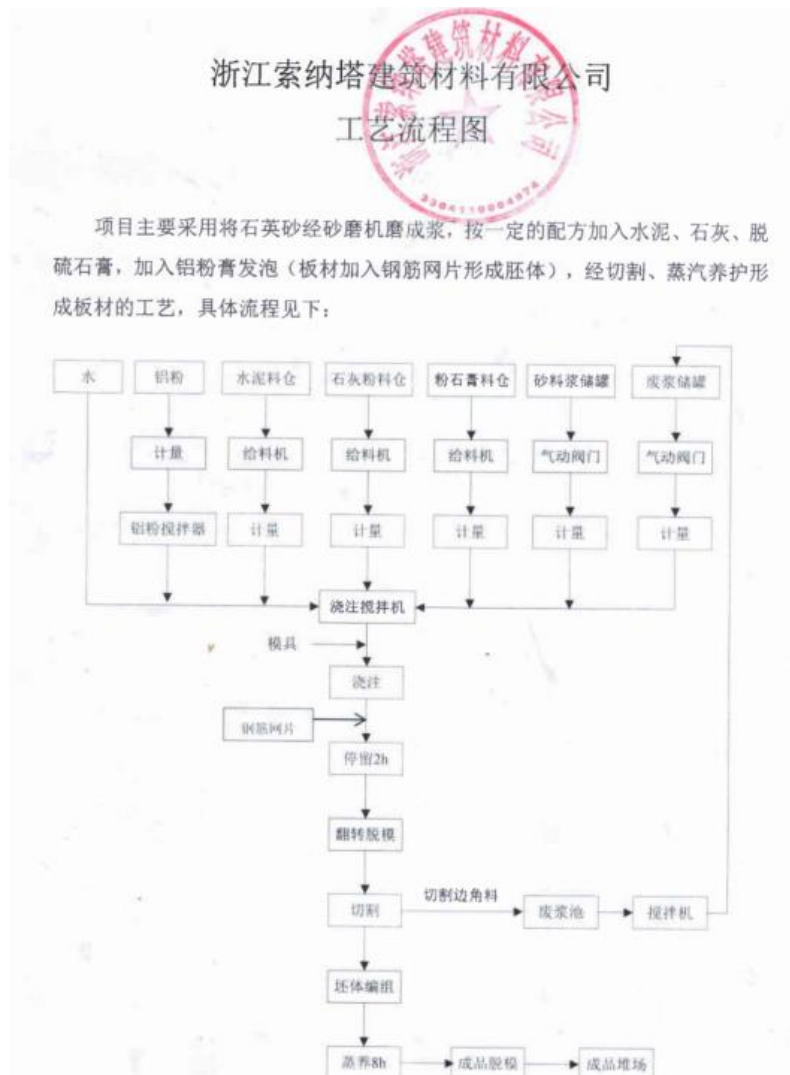 浙江索纳塔建筑材料有限公司
工艺流程图
项目主要采用将石英砂经砂磨机磨成浆，按一定的配方加入水泥、石灰、脱
硫石膏，加入铝粉膏发泡（板材加入钢筋网片形成胚体），经切割、蒸汽养护形
成板材的工艺，具体流程见下：
水 铝粉 水泥料仓 石灰粉料仓 粉石膏料仓 砂料浆储罐 废浆储罐
计量 给料机 给料机 给料机 气动阀门 气动阀门
铝粉搅拌器 计量 计量 计量 计量 计量
浇注搅拌机
模具
浇注
钢筋网片
停留2h
翻转脱模
切割边角料
切割 废浆池 搅拌机
坯体编组
蒸养8h 成品脱模 成品堆场